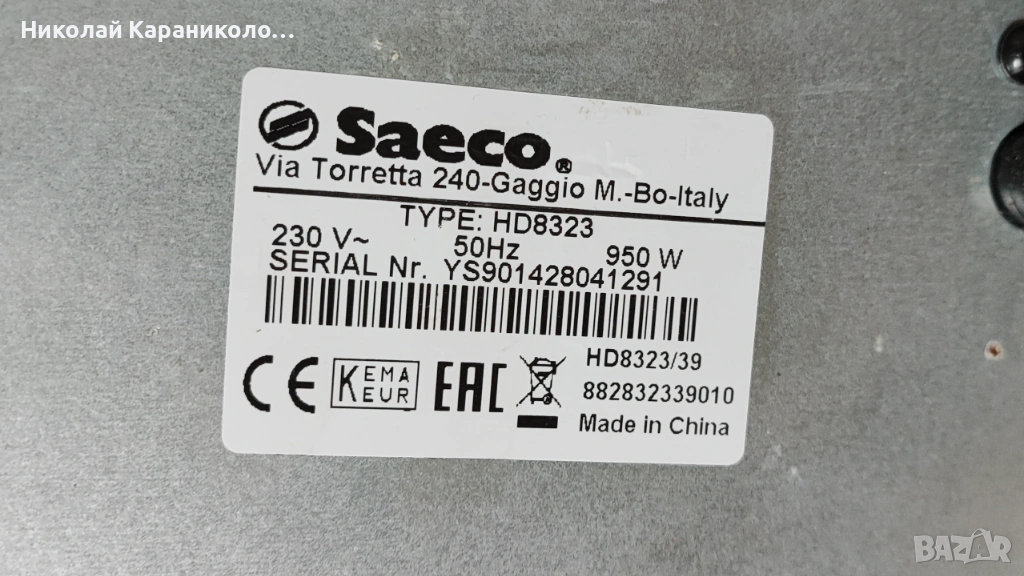 Николай Караниколо...
Saeco®
Via Torretta 240-Gaggio M.-Bo-Italy
TYPE: HD8323
230 V~ 50Hz 950 W
SERIAL Nr. YS901428041291
CE KEMA KEUR EAC HD8323/39
882832339010
Made in China
BAZAR